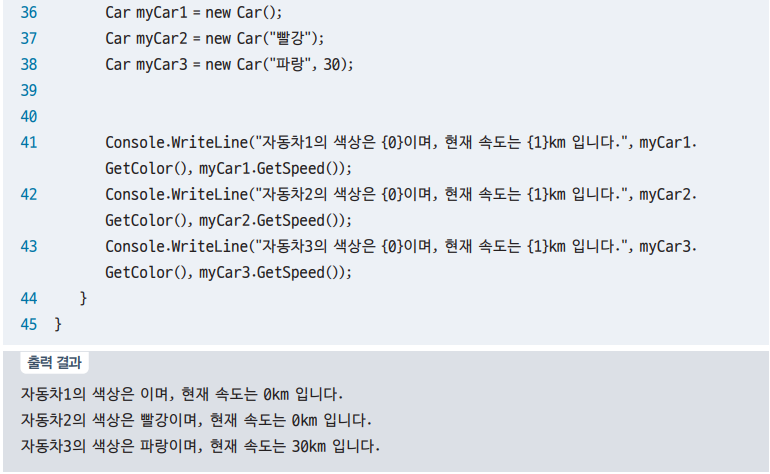 36 Car myCar1 = new Car();
37 Car myCar2 = new Car("빨강");
38 Car myCar3 = new Car("파랑", 30);
39
40
41 Console.WriteLine("자동차1의 색상은 {0}이며, 현재 속도는 {1}km 입니다.", myCar1.
GetColor(), myCar1.GetSpeed());
42 Console.WriteLine("자동차2의 색상은 {0}이며, 현재 속도는 {1}km 입니다.", myCar2.
GetColor(), myCar2.GetSpeed());
43 Console.WriteLine("자동차3의 색상은 {0}이며, 현재 속도는 {1}km 입니다.", myCar3.
GetColor(), myCar3.GetSpeed());
44 }
45 }
출력 결과
자동차1의 색상은 이며, 현재 속도는 0km 입니다.
자동차2의 색상은 빨강이며, 현재 속도는 0km 입니다.
자동차3의 색상은 파랑이며, 현재 속도는 30km 입니다.